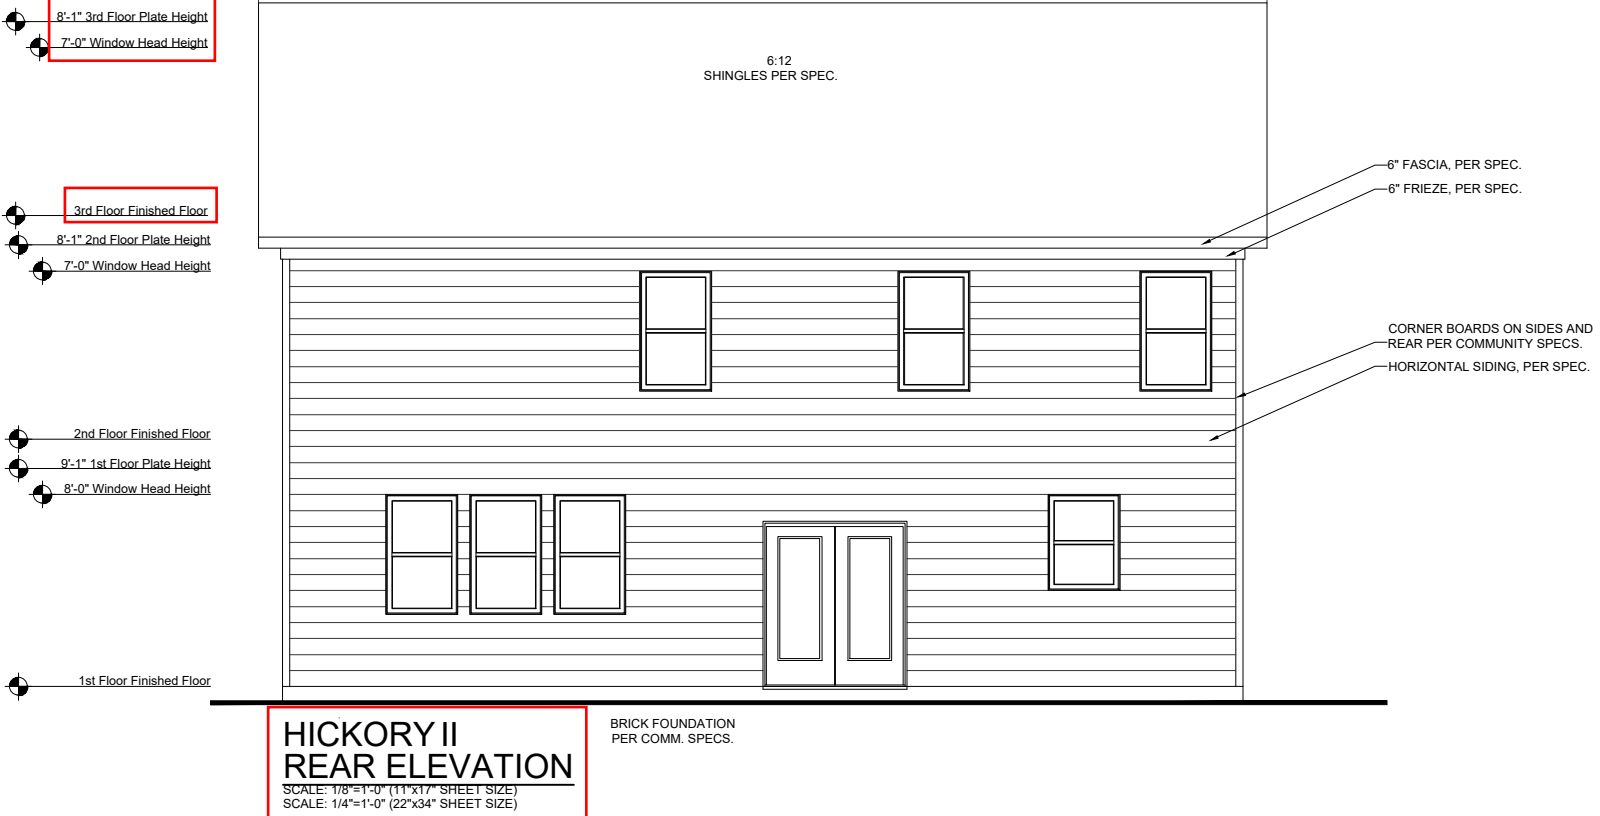 8'-1" 3rd Floor Plate Height
7'-0" Window Head Height
6:12
SHINGLES PER SPEC.
6" FASCIA, PER SPEC.
6" FRIEZE, PER SPEC.
3rd Floor Finished Floor
8'-1" 2nd Floor Plate Height
7'-0" Window Head Height
CORNER BOARDS ON SIDES AND
REAR PER COMMUNITY SPECS.
HORIZONTAL SIDING, PER SPEC.
2nd Floor Finished Floor
9'-1" 1st Floor Plate Height
8'-0" Window Head Height
1st Floor Finished Floor
HICKORY II
REAR ELEVATION
SCALE: 1/8"=1'-0" (11"x17" SHEET SIZE)
SCALE: 1/4"=1'-0" (22"x34" SHEET SIZE)
BRICK FOUNDATION
PER COMM. SPECS.